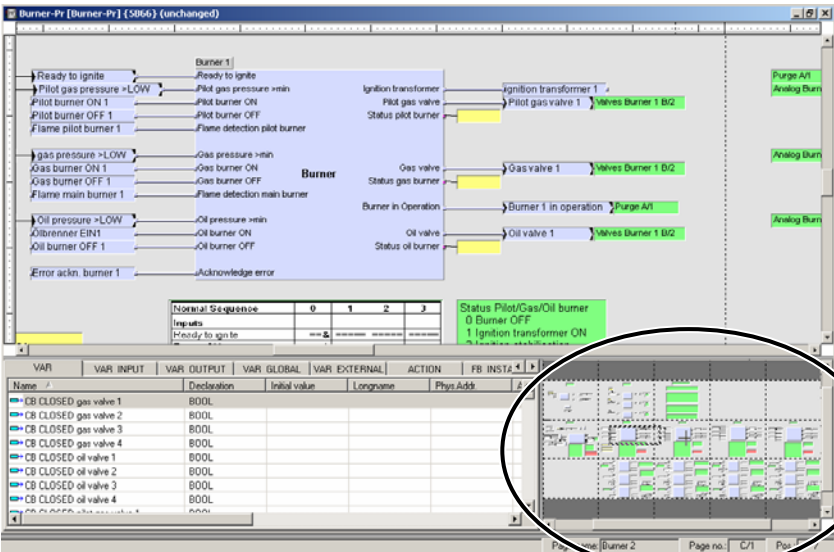 Burner-Pr [Burner-Pr] {5866} (unchanged)
Burner 1
Ready to ignite
Ready to ignite
Purge A/1
Pilot gas pressure >LOW
Pilot gas pressure >min
Ignition transformer
Ignition transformer 1
Analog Burn
Pilot burner ON 1
Pilot burner ON
Pilot gas valve
Pilot gas valve 1
Valves Burner 1 B/2
Pilot burner OFF 1
Pilot burner OFF
Status pilot burner
Flame pilot burner 1
Flame detection pilot burner
gas pressure >LOW
Gas pressure >min
Analog Burn
Gas burner ON 1
Gas burner ON
Burner
Gas valve
Gas valve 1
Valves Burner 1 B/2
Gas burner OFF 1
Gas burner OFF
Status gas burner
Flame main burner 1
Flame detection main burner
Burner in Operation
Burner 1 in operation
Purge A/1
Oil pressure >LOW
Oil pressure >min
Analog Burn
Ölbrenner EIN1
Oil burner ON
Oil valve
Oil valve 1
Valves Burner 1 B/2
Oil burner OFF 1
Oil burner OFF
Status oil burner
Error ackn. burner 1
Acknowledge error
Normal Sequence 0 1 2 3
Inputs
Ready to ignite
Status Pilot/Gas/Oil burner
0 Burner OFF
1 Ignition transformer ON
2 Ignition stabilisation
VAR VAR INPUT VAR OUTPUT VAR GLOBAL VAR EXTERNAL ACTION FB INSTA
Name Declaration Initial value Longname Phys.Addr. A
CB CLOSED gas valve 1 BOOL
CB CLOSED gas valve 2 BOOL
CB CLOSED gas valve 3 BOOL
CB CLOSED gas valve 4 BOOL
CB CLOSED oil valve 1 BOOL
CB CLOSED oil valve 2 BOOL
CB CLOSED oil valve 3 BOOL
CB CLOSED oil valve 4 BOOL
CB CLOSED pilot gas valve 1 BOOL
Burner 2 Page no.: C/1 Pos